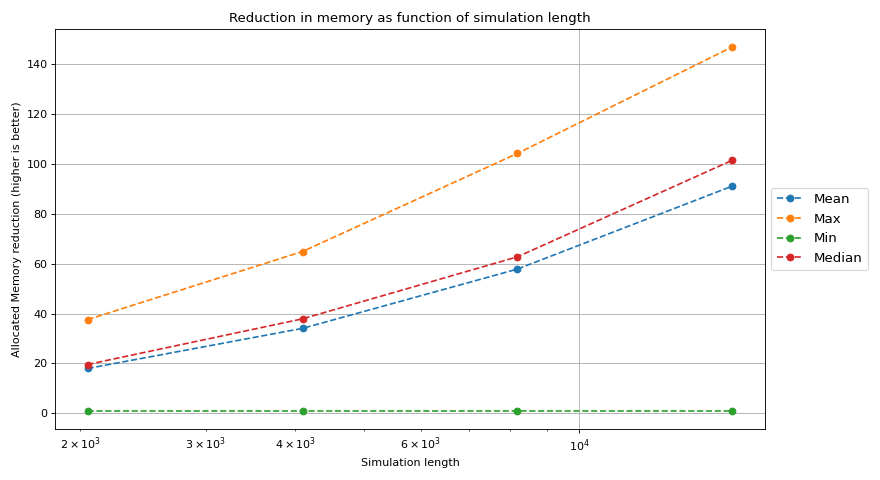 Reduction in memory as function of simulation length
Allocated Memory reduction (higher is better)
140
120
100
80
60
40
20
0
2 × 10³
3 × 10³
4 × 10³
6 × 10³
10⁴
Simulation length
Mean
Max
Min
Median